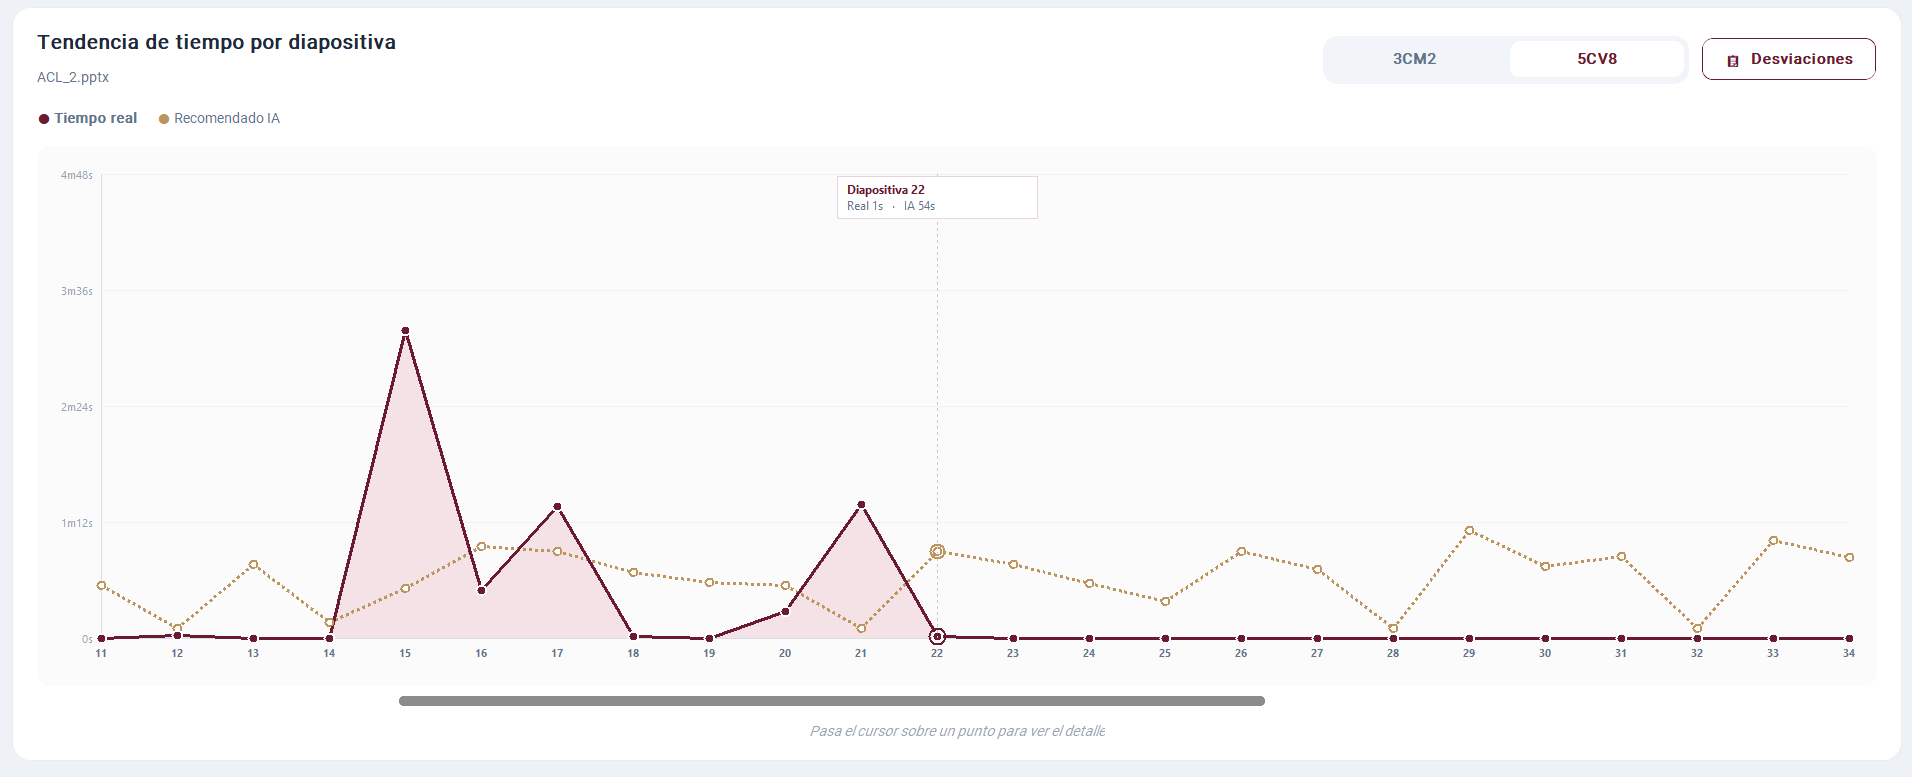 Tendencia de tiempo por diapositiva
ACL_2.pptx
3CM2
5CV8
Desviaciones
Tiempo real
Recomendado IA
4m48s
3m36s
2m24s
1m12s
0s
Diapositiva 22
Real 1s · IA 54s
11 12 13 14 15 16 17 18 19 20 21 22 23 24 25 26 27 28 29 30 31 32 33 34
Pasa el cursor sobre un punto para ver el detalle